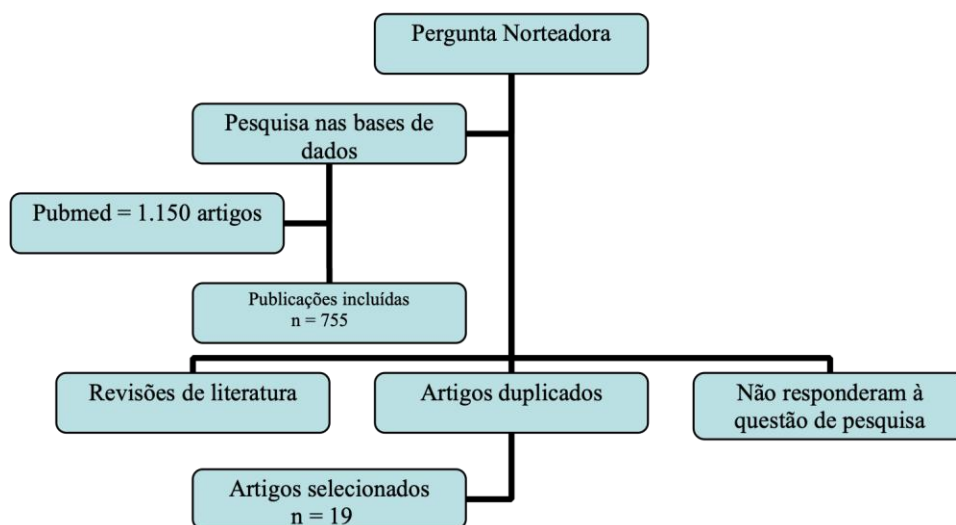 Pergunta Norteadora
Pesquisa nas bases de
dados
Pubmed = 1.150 artigos
Publicações incluídas
n = 755
Revisões de literatura
Artigos duplicados
Não responderam à
questão de pesquisa
Artigos selecionados
n = 19